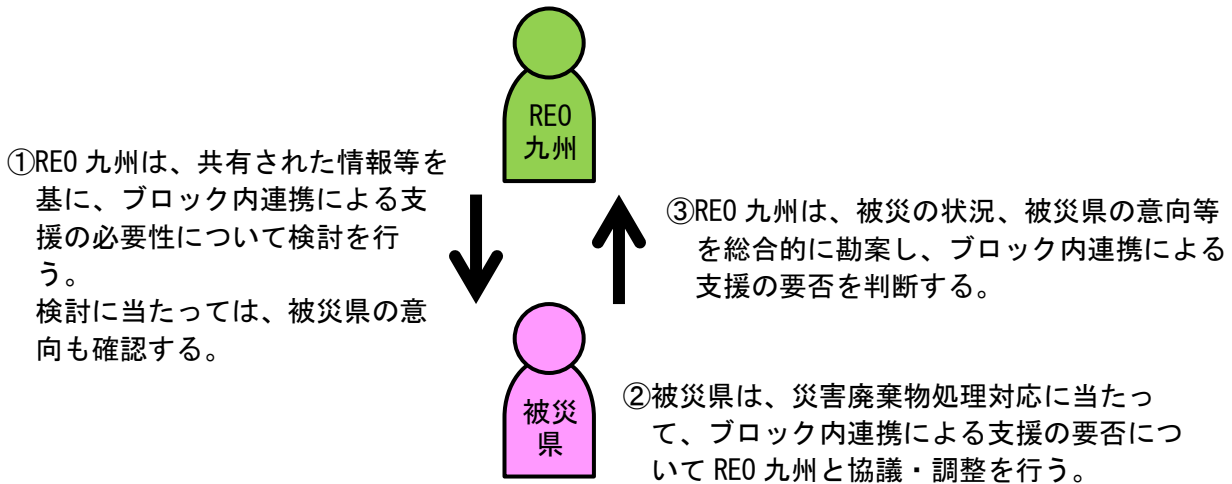 REO
九州
①REO 九州は、共有された情報等を
基に、ブロック内連携による支
援の必要性について検討を行
う。
検討に当たっては、被災県の意
向も確認する。
③REO 九州は、被災の状況、被災県の意向等
を総合的に勘案し、ブロック内連携による
支援の要否を判断する。
被災
県
②被災県は、災害廃棄物処理対応に当たっ
て、ブロック内連携による支援の要否につ
いて REO 九州と協議・調整を行う。